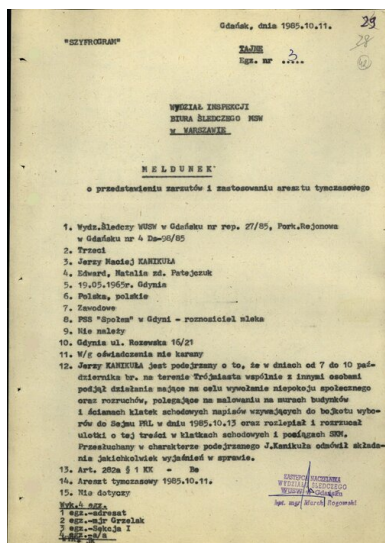 Gdańsk, dnia 1985.10.11.
29
28
"SZYFROGRAM"
TAJNE
Egz. nr 3
WYDZIAŁ INSPEKCJI
BIURA ŚLEDCZEGO MSW
w WARSZAWIE
MELDUNEK
o przedstawieniu zarzutów i zastosowaniu aresztu tymczasowego
1. Wydz.Śledczy WUSW w Gdańsku nr rep. 27/85, Pork.Rejonowa
w Gdańsku nr 4 Ds-98/85
2. Trzeci
3. Jerzy Maciej KANIKUŁA
4. Edward, Natalia zd. Patejczuk
5. 19.05.1965r. Gdynia
6. Polska, polskie
7. Zawodowe
8. PSS "Społem" w Gdyni - roznosiciel mleka
9. Nie należy
10. Gdynia ul. Rozewska 16/21
11. W/g oświadczenia nie karany
12. Jerzy KANIKUŁA jest podejrzany o to, że w dniach od 7 do 10 paź-
dziernika br. na terenie Trójmiasta wspólnie z innymi osobami
podjął działania mające na celu wywołanie niepokoju społecznego
oraz rozruchów, polegające na malowaniu na murach budynków
i ścianach klatek schodowych napisów wzywających do bojkotu wybo-
rów do Sejmu PRL w dniu 1985.10.13 oraz rozlepiał i rozrzucał
ulotki o tej treści w klatkach schodowych i pociągach SKM.
Przesłuchany w charakterze podejrzanego J.Kanikuła odmówił składa-
nia jakichkolwiek wyjaśnień w sprawie.
13. Art. 282a § 1 KK - Be
14. Areszt tymczasowy 1985.10.11.
15. Nie dotyczy
Wyk.4 egz.
1 egz.-adresat
2 egz.-mjr Grzelak
3 egz.-Sekcja I
4 egz.-a/a
ZASTĘPCA NACZELNIKA
WYDZIAŁU ŚLEDCZEGO
WUSW w Gdańsku
kpt. mgr Marek Rogowski